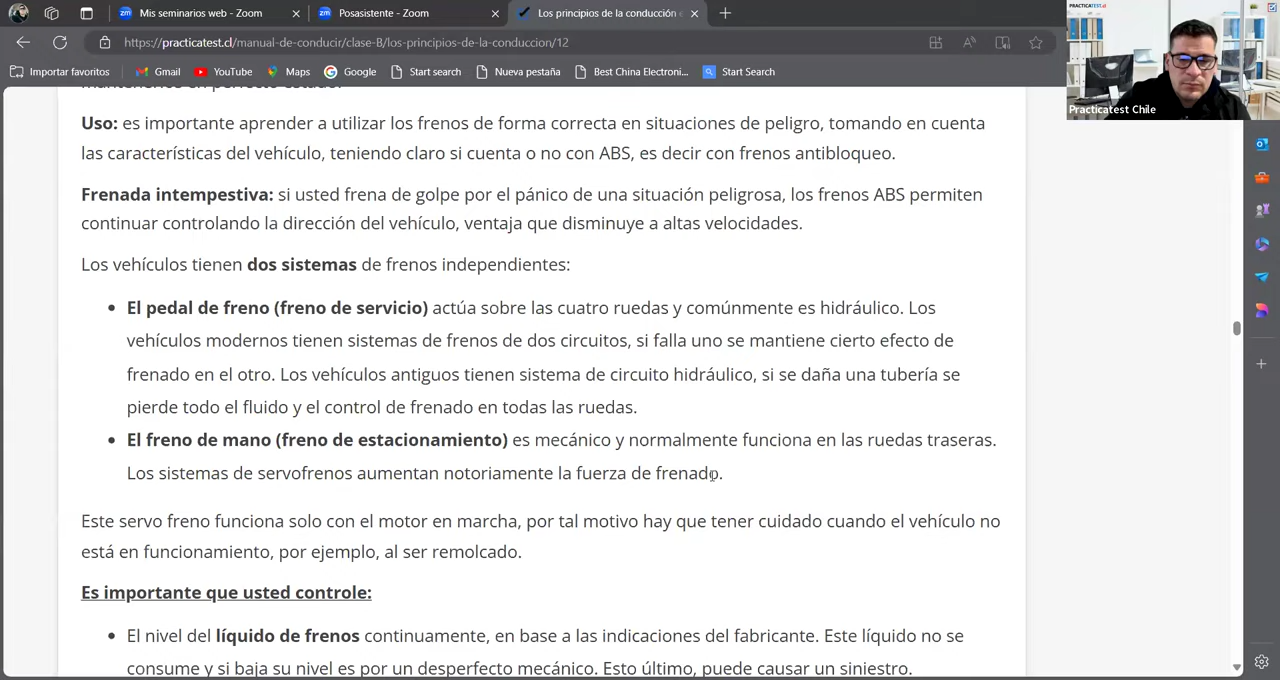 Mis seminarios web - Zoom
Posasistente - Zoom
Los principios de la conducción
https://practicatest.cl/manual-de-conducir/clase-B/los-principios-de-la-conduccion/12
Importar favoritos
Gmail
YouTube
Maps
Google
Start search
Nueva pestaña
Best China Electroni...
Start Search
PRACTICATEST.CL
Practicatest Chile
Uso: es importante aprender a utilizar los frenos de forma correcta en situaciones de peligro, tomando en cuenta
las características del vehículo, teniendo claro si cuenta o no con ABS, es decir con frenos antibloqueo.
Frenada intempestiva: si usted frena de golpe por el pánico de una situación peligrosa, los frenos ABS permiten
continuar controlando la dirección del vehículo, ventaja que disminuye a altas velocidades.
Los vehículos tienen dos sistemas de frenos independientes:
El pedal de freno (freno de servicio) actúa sobre las cuatro ruedas y comúnmente es hidráulico. Los
vehículos modernos tienen sistemas de frenos de dos circuitos, si falla uno se mantiene cierto efecto de
frenado en el otro. Los vehículos antiguos tienen sistema de circuito hidráulico, si se daña una tubería se
pierde todo el fluido y el control de frenado en todas las ruedas.
El freno de mano (freno de estacionamiento) es mecánico y normalmente funciona en las ruedas traseras.
Los sistemas de servofrenos aumentan notoriamente la fuerza de frenado.
Este servo freno funciona solo con el motor en marcha, por tal motivo hay que tener cuidado cuando el vehículo no
está en funcionamiento, por ejemplo, al ser remolcado.
Es importante que usted controle:
El nivel del líquido de frenos continuamente, en base a las indicaciones del fabricante. Este líquido no se
consume y si baja su nivel es por un desperfecto mecánico. Esto último, puede causar un siniestro.